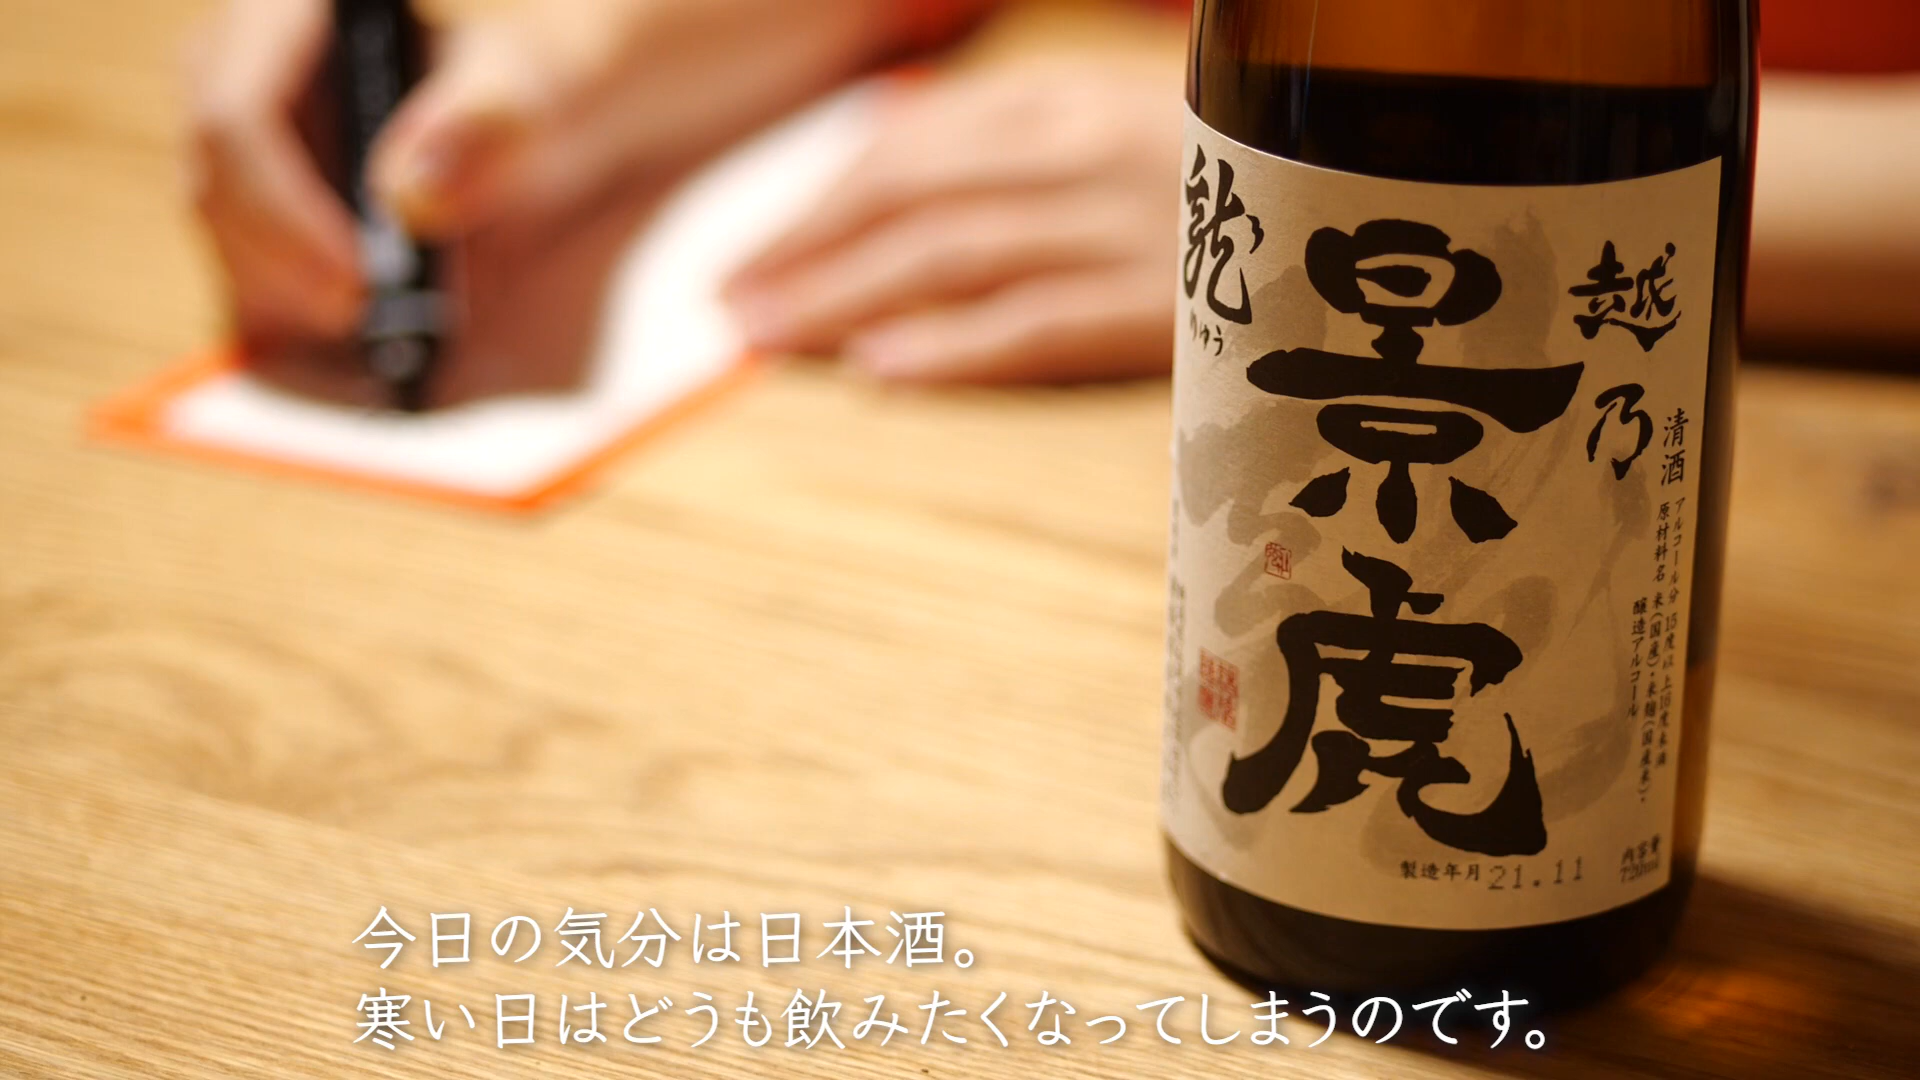 越乃
景虎
龍
りゅう
清酒
アルコール分 15度以上16度未満
原材料名 米(国産)・米麹(国産米)・
醸造アルコール
製造年月 21.11
内容量
720ml
今日の気分は日本酒。
寒い日はどうも飲みたくなってしまうのです。